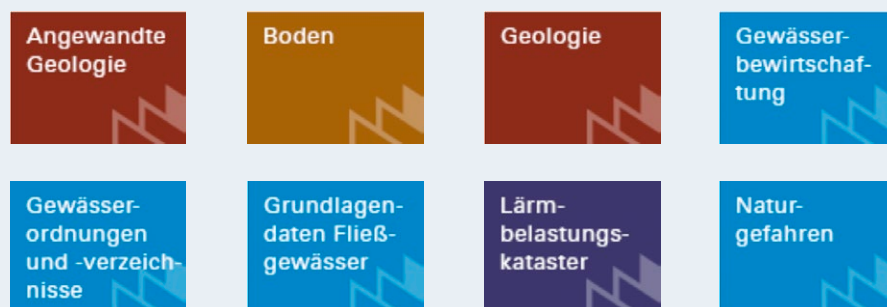 Angewandte
Geologie
Boden
Geologie
Gewässer-
bewirtschaf-
tung
Gewässer-
ordnungen
und -verzeich-
nisse
Grundlagen-
daten Fließ-
gewässer
Lärm-
belastungs-
kataster
Natur-
gefahren